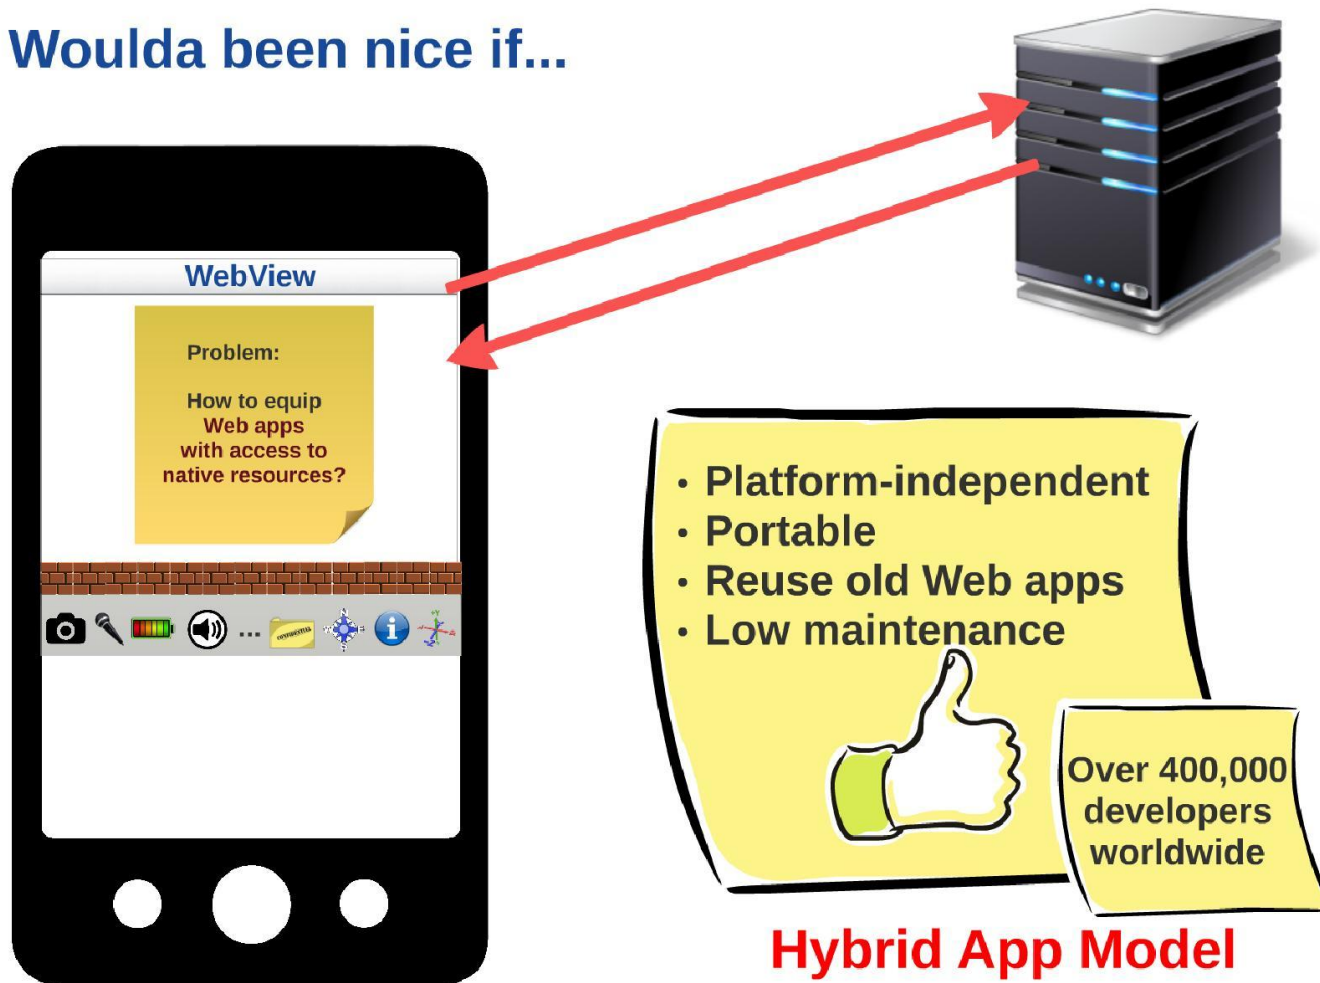 Woulda been nice if...
WebView
Problem:
How to equip
Web apps
with access to
native resources?
...
CONFIDENTIAL
• Platform-independent
• Portable
• Reuse old Web apps
• Low maintenance
Over 400,000
developers
worldwide
Hybrid App Model